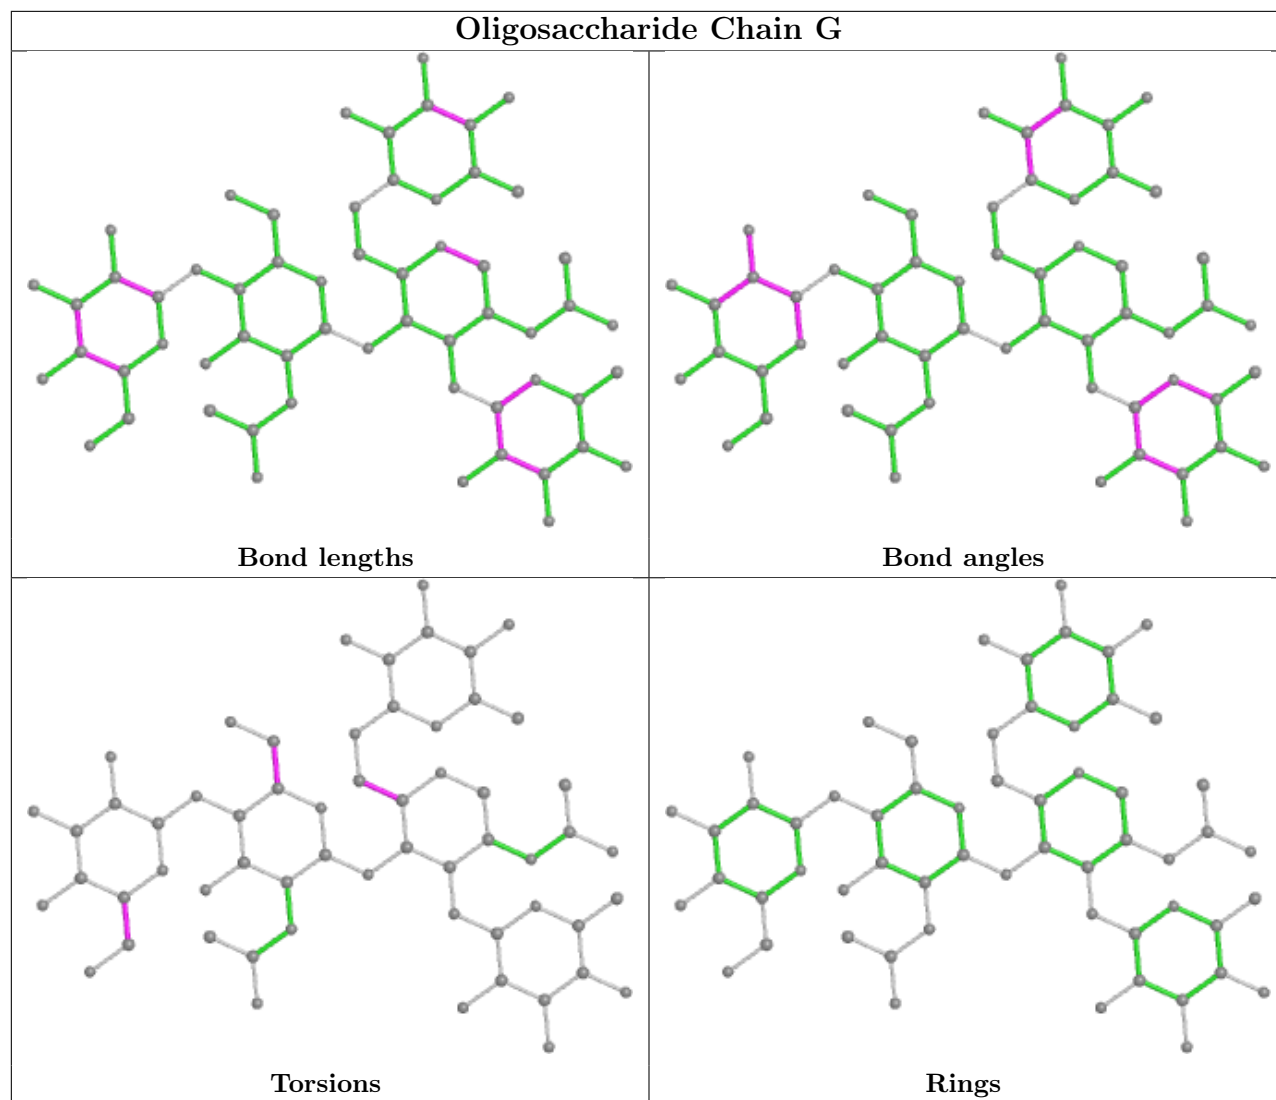 Oligosaccharide Chain G
Bond lengths
Bond angles
Torsions
Rings